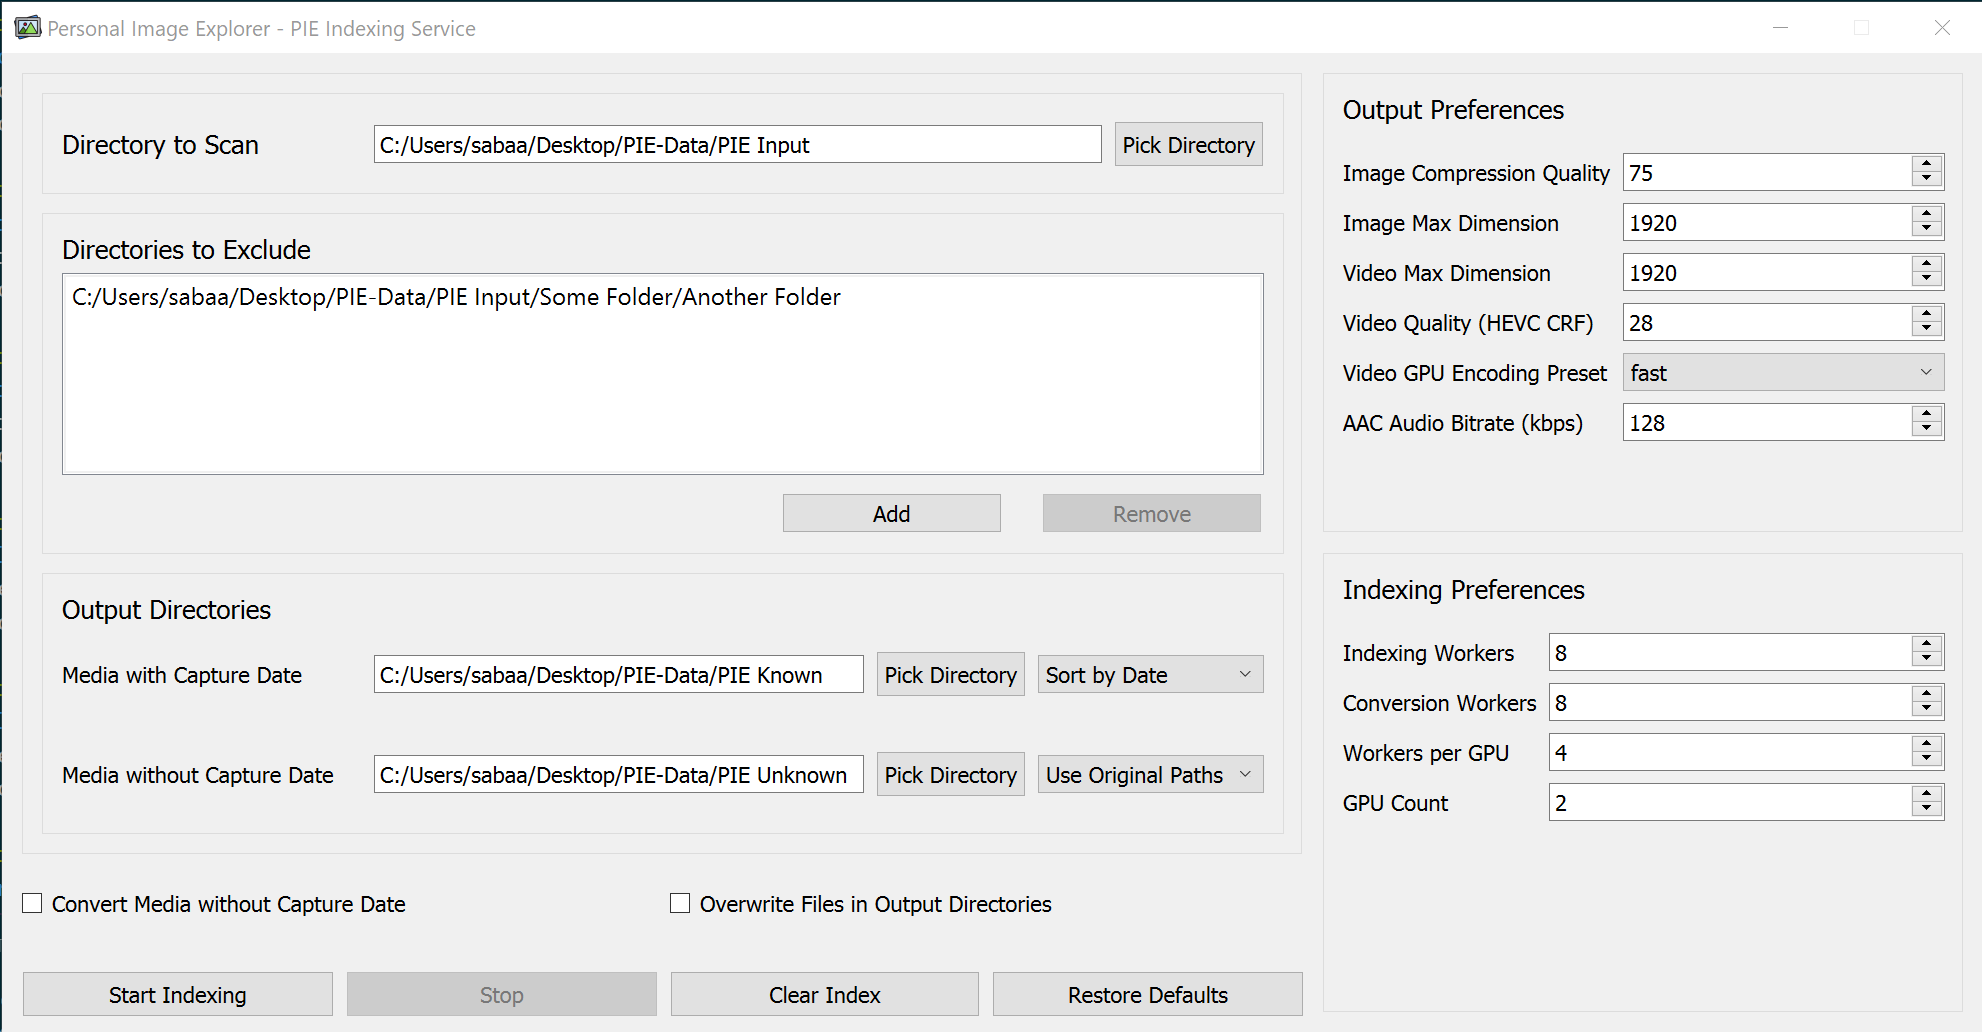 Personal Image Explorer - PIE Indexing Service
Directory to Scan
C:/Users/sabaa/Desktop/PIE-Data/PIE Input
Pick Directory
Directories to Exclude
C:/Users/sabaa/Desktop/PIE-Data/PIE Input/Some Folder/Another Folder
Add
Remove
Output Directories
Media with Capture Date
C:/Users/sabaa/Desktop/PIE-Data/PIE Known
Pick Directory
Sort by Date
Media without Capture Date
C:/Users/sabaa/Desktop/PIE-Data/PIE Unknown
Pick Directory
Use Original Paths
Convert Media without Capture Date
Overwrite Files in Output Directories
Start Indexing
Stop
Clear Index
Restore Defaults
Output Preferences
Image Compression Quality
75
Image Max Dimension
1920
Video Max Dimension
1920
Video Quality (HEVC CRF)
28
Video GPU Encoding Preset
fast
AAC Audio Bitrate (kbps)
128
Indexing Preferences
Indexing Workers
8
Conversion Workers
8
Workers per GPU
4
GPU Count
2